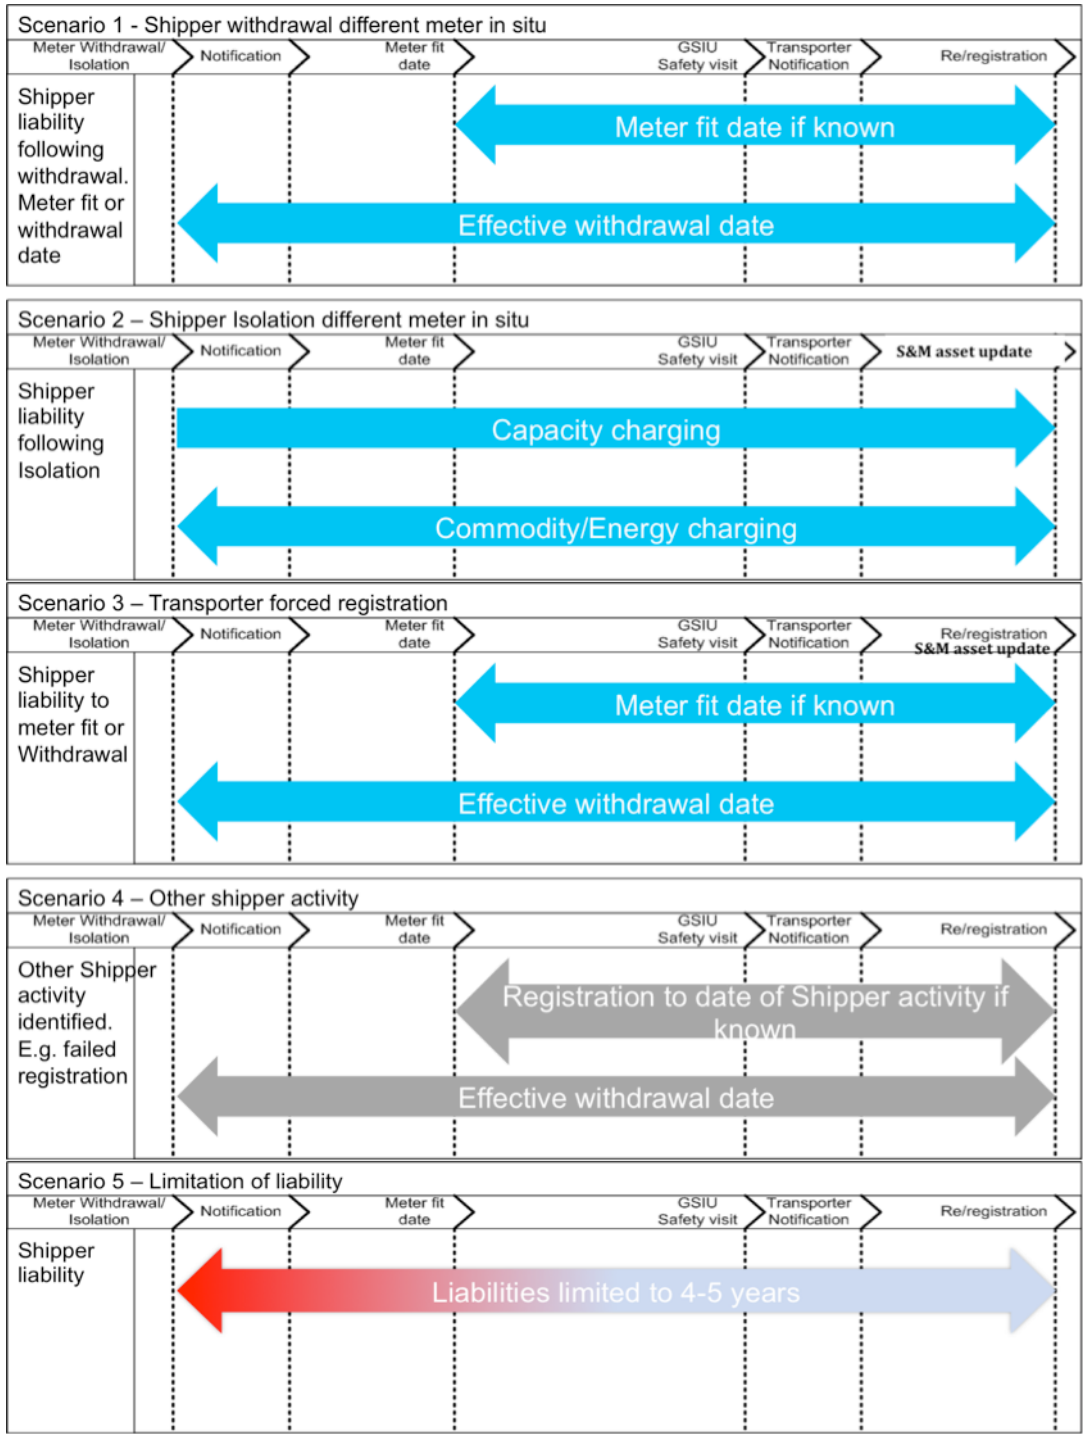 Scenario 1 - Shipper withdrawal different meter in situ
Meter Withdrawal/
Isolation
Notification
Meter fit
date
GSIU
Safety visit
Transporter
Notification
Re/registration
Shipper
liability
following
withdrawal.
Meter fit or
withdrawal
date
Meter fit date if known
Effective withdrawal date
Scenario 2 – Shipper Isolation different meter in situ
Meter Withdrawal/
Isolation
Notification
Meter fit
date
GSIU
Safety visit
Transporter
Notification
S&M asset update
Shipper
liability
following
Isolation
Capacity charging
Commodity/Energy charging
Scenario 3 – Transporter forced registration
Meter Withdrawal/
Isolation
Notification
Meter fit
date
GSIU
Safety visit
Transporter
Notification
Re/registration
S&M asset update
Shipper
liability to
meter fit or
Withdrawal
Meter fit date if known
Effective withdrawal date
Scenario 4 – Other shipper activity
Meter Withdrawal/
Isolation
Notification
Meter fit
date
GSIU
Safety visit
Transporter
Notification
Re/registration
Other Shipper
activity
identified.
E.g. failed
registration
Registration to date of Shipper activity if
known
Effective withdrawal date
Scenario 5 – Limitation of liability
Meter Withdrawal/
Isolation
Notification
Meter fit
date
GSIU
Safety visit
Transporter
Notification
Re/registration
Shipper
liability
Liabilities limited to 4-5 years